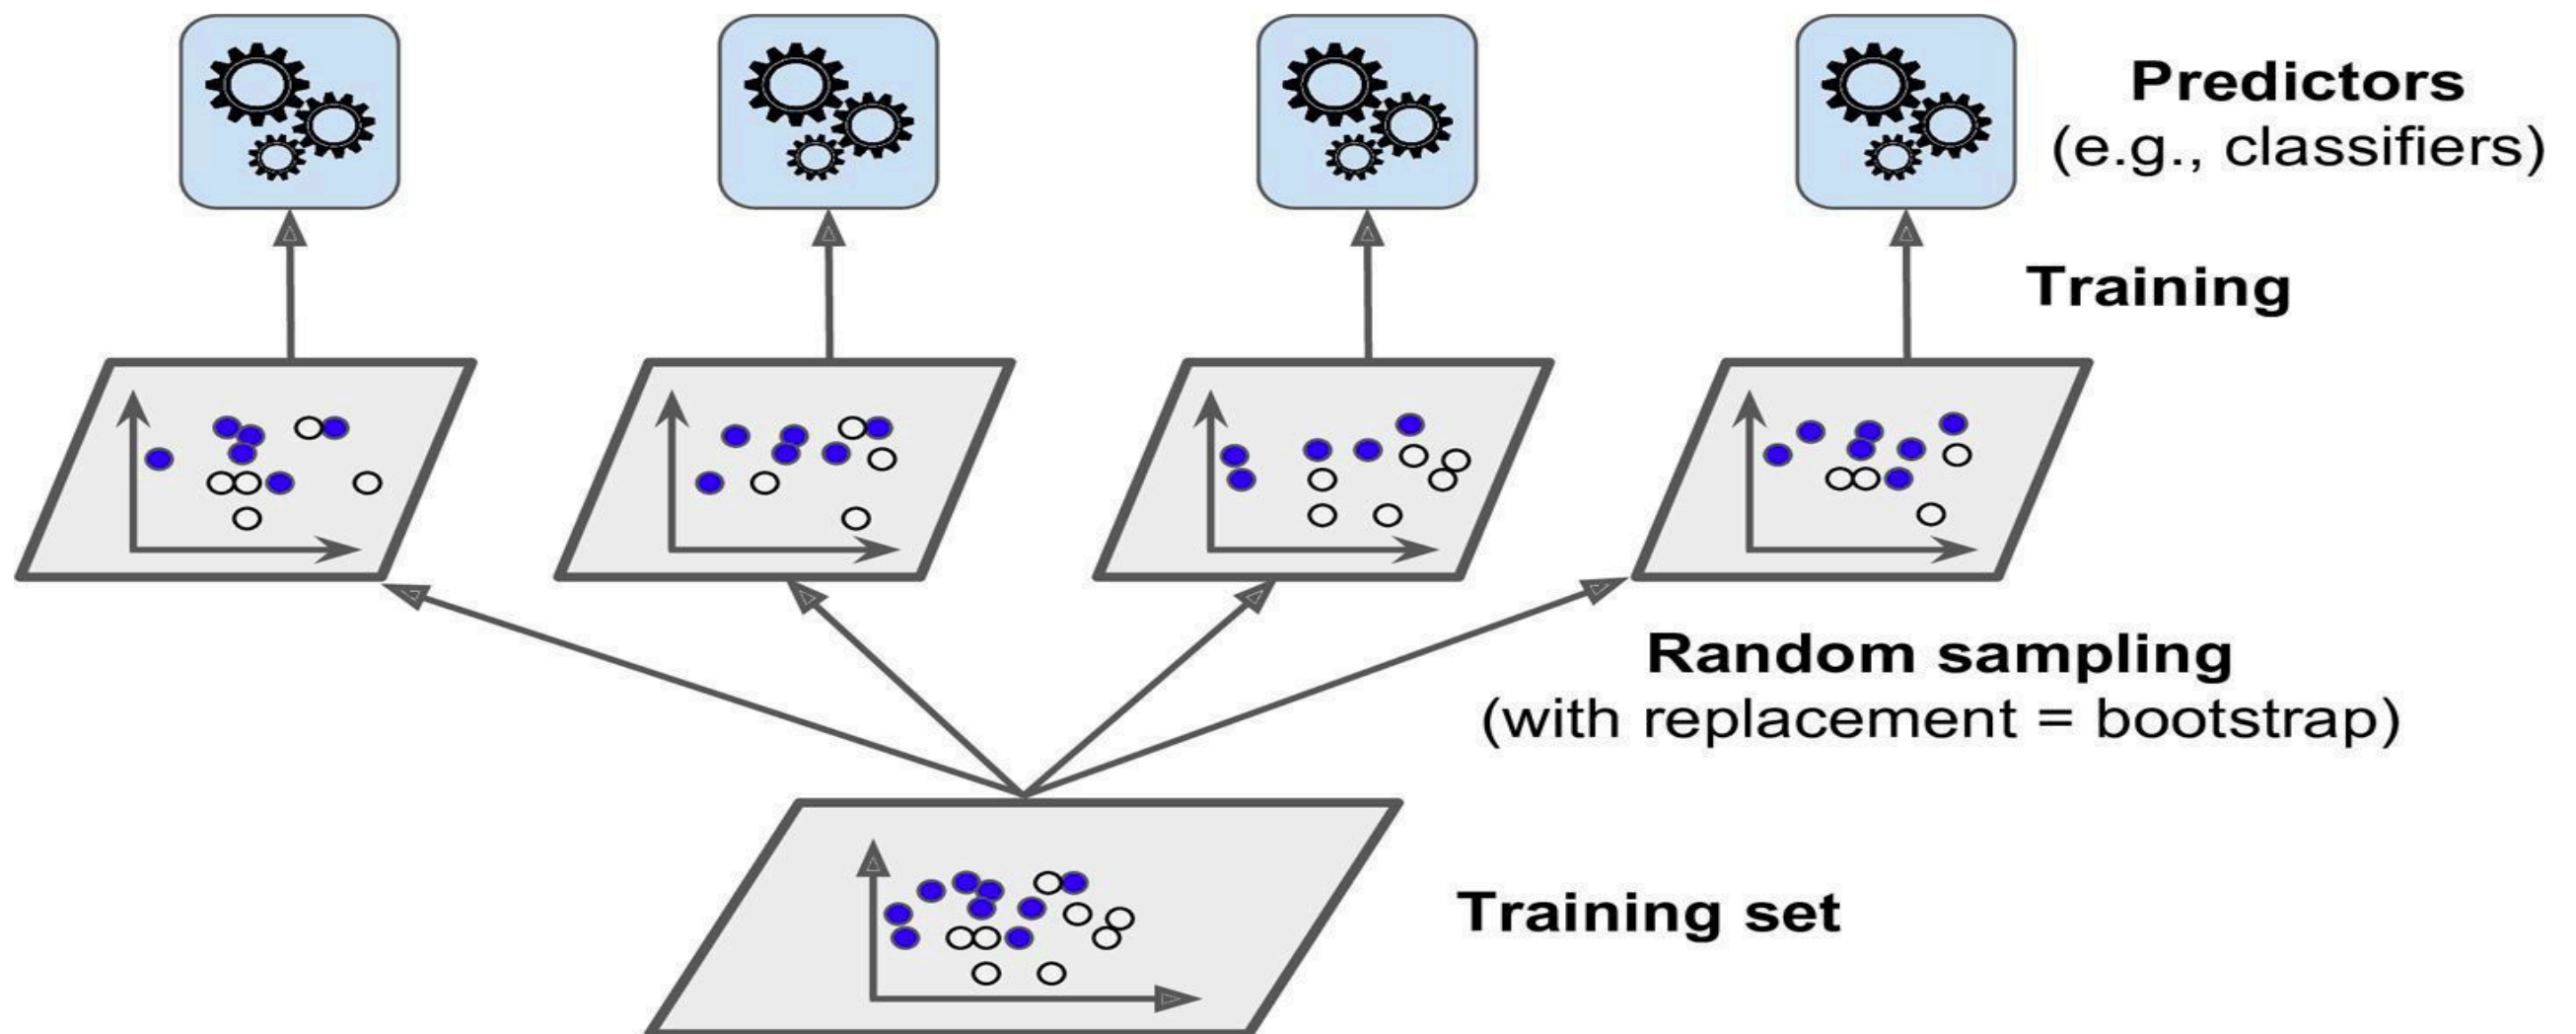 Predictors
(e.g., classifiers)
Training
Random sampling
(with replacement = bootstrap)
Training set